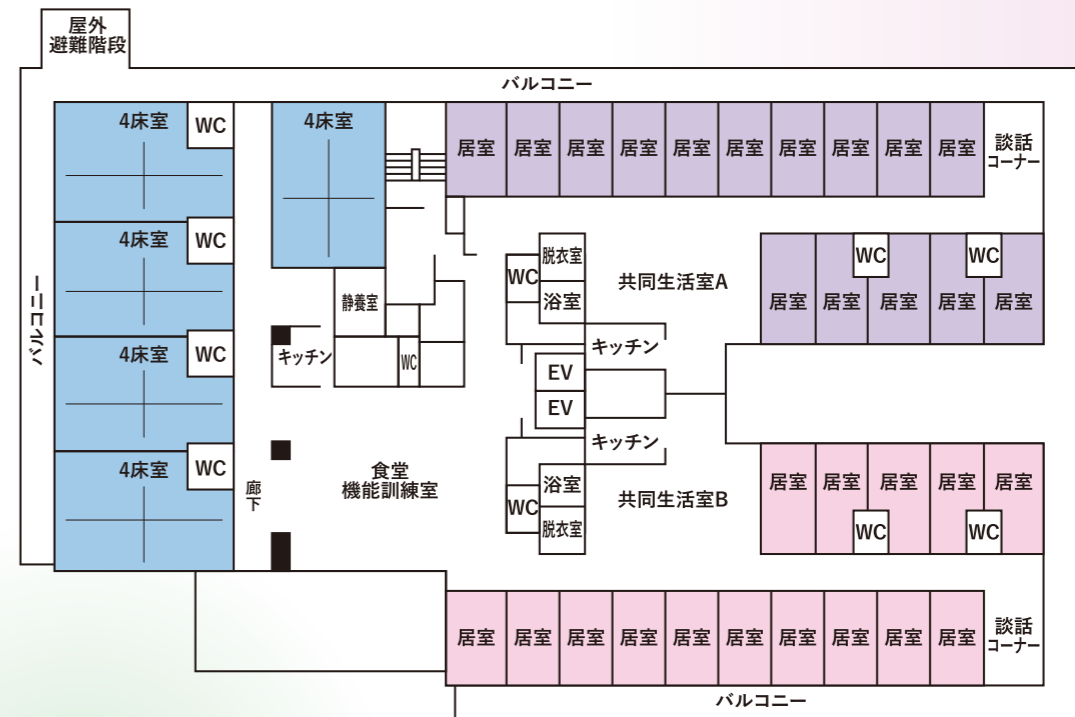 屋外
避難階段
バルコニー
4床室
WC
4床室
居室
居室
居室
居室
居室
居室
居室
居室
居室
居室
談話
コーナー
4床室
WC
脱衣室
WC
浴室
共同生活室A
WC
WC
居室
居室
居室
居室
居室
バルコニー
静養室
キッチン
WC
キッチン
4床室
WC
EV
EV
キッチン
4床室
WC
廊下
食堂
機能訓練室
浴室
WC
脱衣室
共同生活室B
居室
居室
居室
居室
居室
WC
WC
居室
居室
居室
居室
居室
居室
居室
居室
居室
居室
談話
コーナー
バルコニー